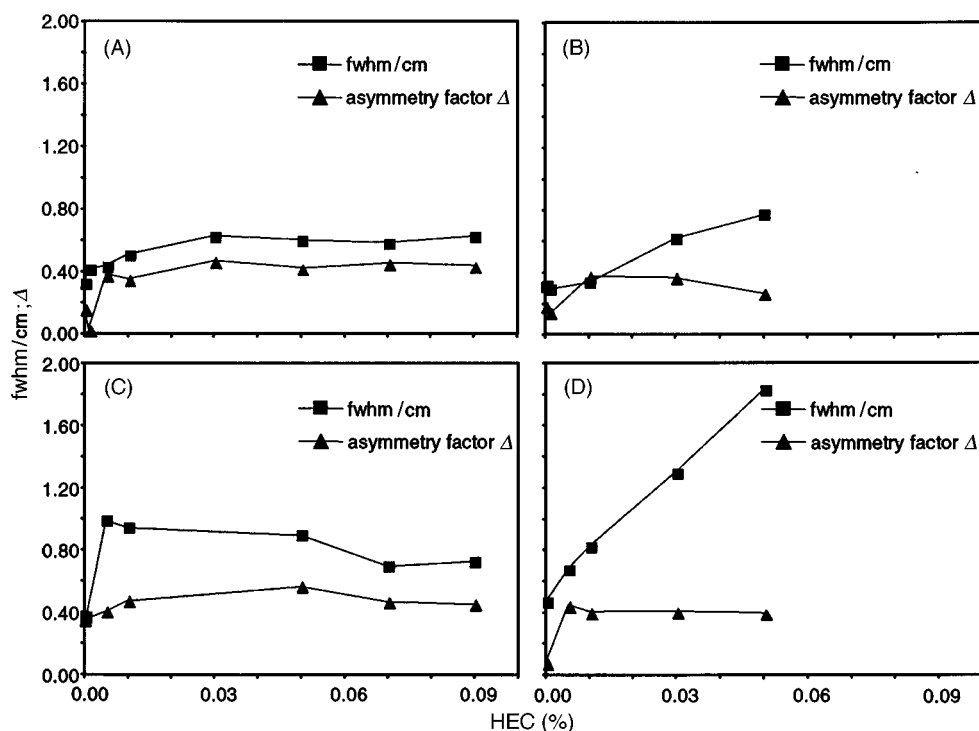 2.00
(A)
fwhm/cm
asymmetry factor Δ
1.60
1.20
0.80
0.40
0.00
(B)
fwhm/cm
asymmetry factor Δ
fwhm/cm; Δ
2.00
(C)
fwhm/cm
asymmetry factor Δ
1.60
1.20
0.80
0.40
0.00
0.00
0.03
0.06
0.09
(D)
fwhm/cm
asymmetry factor Δ
0.00
0.03
0.06
0.09
HEC (%)